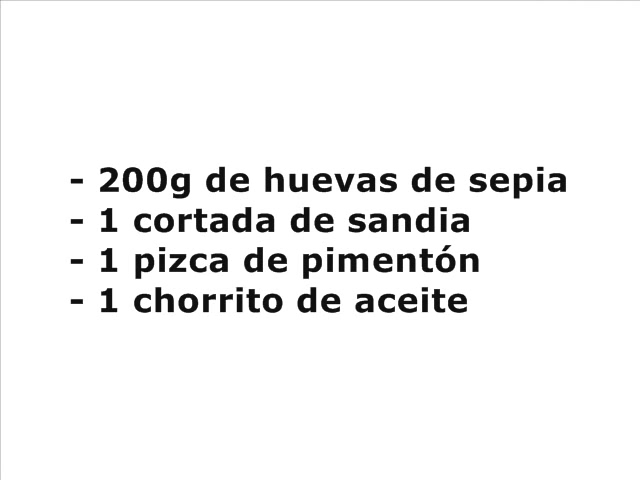 - 200g de huevas de sepia
- 1 cortada de sandia
- 1 pizca de pimentón
- 1 chorrito de aceite